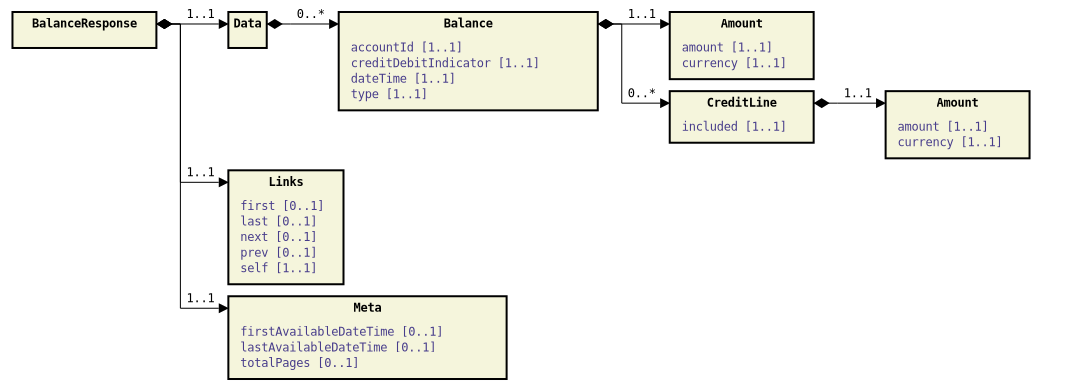 BalanceResponse
1..1
Data
0..*
Balance
accountId [1..1]
creditDebitIndicator [1..1]
dateTime [1..1]
type [1..1]
1..1
Amount
amount [1..1]
currency [1..1]
0..*
CreditLine
included [1..1]
1..1
Amount
amount [1..1]
currency [1..1]
1..1
Links
first [0..1]
last [0..1]
next [0..1]
prev [0..1]
self [1..1]
1..1
Meta
firstAvailableDateTime [0..1]
lastAvailableDateTime [0..1]
totalPages [0..1]